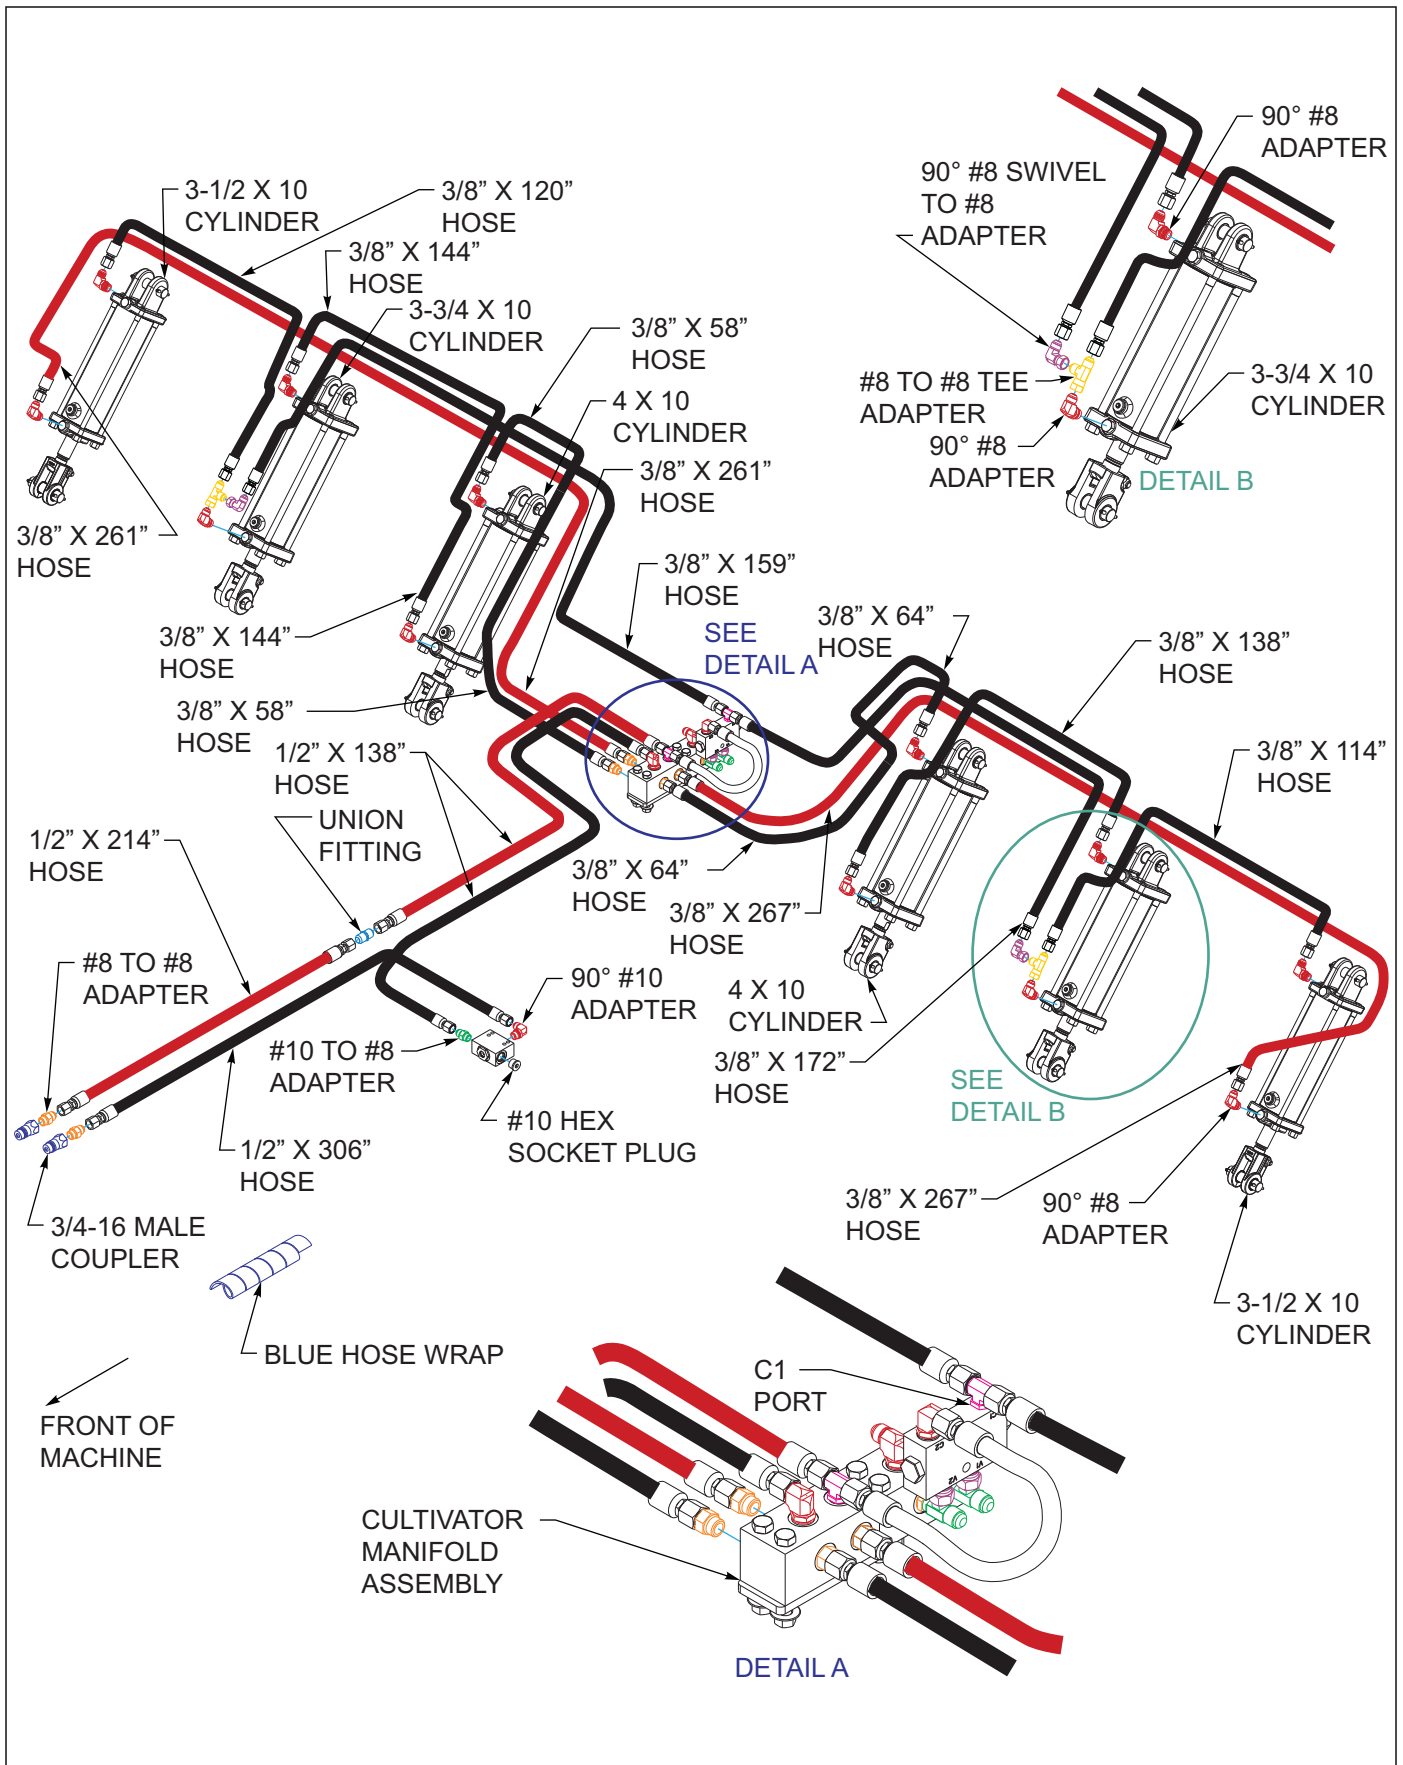 90° #8
ADAPTER
90° #8 SWIVEL
TO #8
ADAPTER
3-1/2 X 10
CYLINDER
3/8” X 120”
HOSE
3/8” X 144”
HOSE
3-3/4 X 10
CYLINDER
3/8” X 58”
HOSE
#8 TO #8 TEE
ADAPTER
3-3/4 X 10
CYLINDER
4 X 10
CYLINDER
90° #8
ADAPTER
DETAIL B
3/8” X 261”
HOSE
3/8” X 261”
HOSE
3/8” X 159”
HOSE
3/8” X 64”
HOSE
SEE
DETAIL A
3/8” X 144”
HOSE
3/8” X 138”
HOSE
3/8” X 58”
HOSE
1/2” X 138”
HOSE
3/8” X 114”
HOSE
UNION
FITTING
1/2” X 214”
HOSE
3/8” X 64”
HOSE
3/8” X 267”
HOSE
#8 TO #8
ADAPTER
90° #10
ADAPTER
4 X 10
CYLINDER
#10 TO #8
ADAPTER
3/8” X 172”
HOSE
SEE
DETAIL B
#10 HEX
SOCKET PLUG
1/2” X 306”
HOSE
3/8” X 267”
HOSE
90° #8
ADAPTER
3/4-16 MALE
COUPLER
3-1/2 X 10
CYLINDER
BLUE HOSE WRAP
C1
PORT
FRONT OF
MACHINE
C2
V1
V2
CULTIVATOR
MANIFOLD
ASSEMBLY
DETAIL A